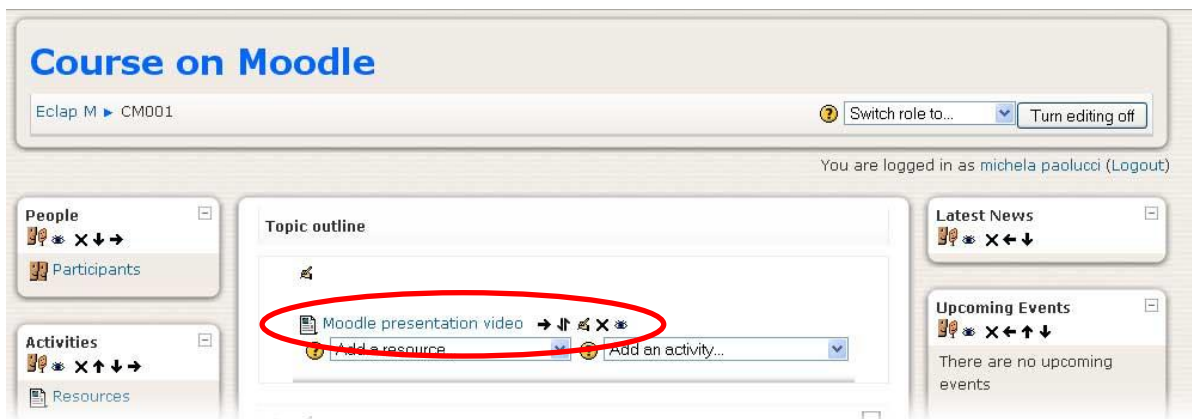 Course on Moodle
Eclap M ► CM001
Switch role to...
Turn editing off
You are logged in as michela paolucci (Logout)
People
Participants
Activities
Resources
Topic outline
Moodle presentation video
Add a resource...
Add an activity...
Latest News
Upcoming Events
There are no upcoming
events